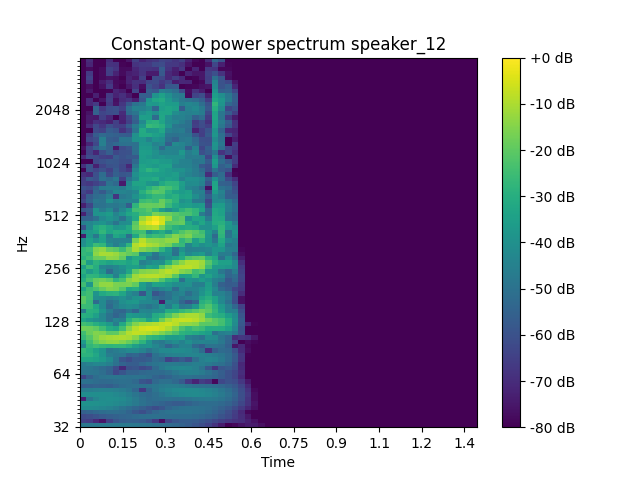 Constant-Q power spectrum speaker_12
Hz
2048
1024
512
256
128
64
32
0 0.15 0.3 0.45 0.6 0.75 0.9 1.1 1.2 1.4
Time
+0 dB
-10 dB
-20 dB
-30 dB
-40 dB
-50 dB
-60 dB
-70 dB
-80 dB